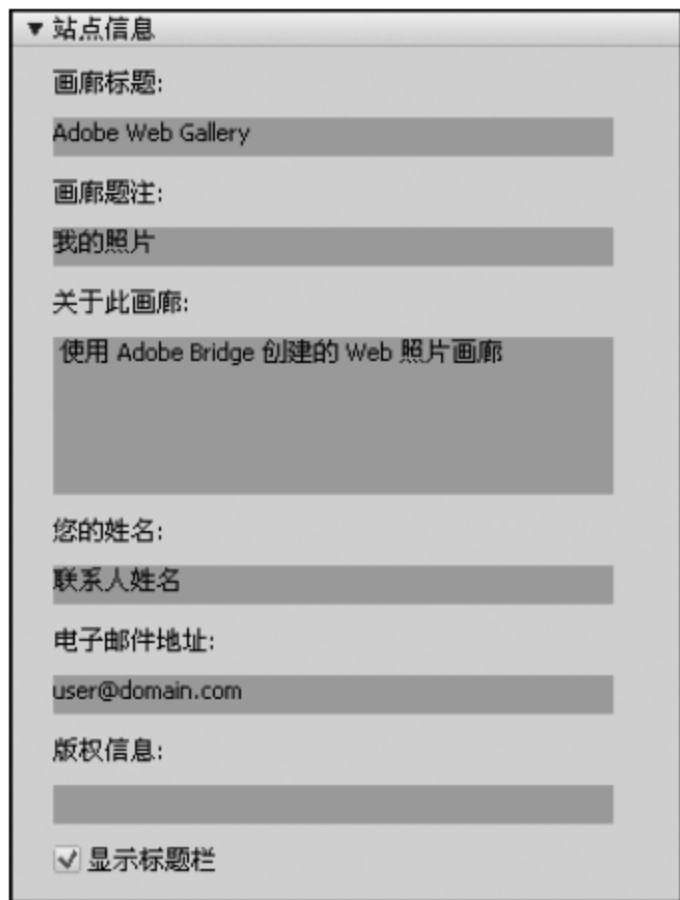 站点信息
画廊标题:
Adobe Web Gallery
画廊题注:
我的照片
关于此画廊:
使用 Adobe Bridge 创建的 Web 照片画廊
您的姓名:
联系人姓名
电子邮件地址:
user@domain.com
版权信息:
显示标题栏